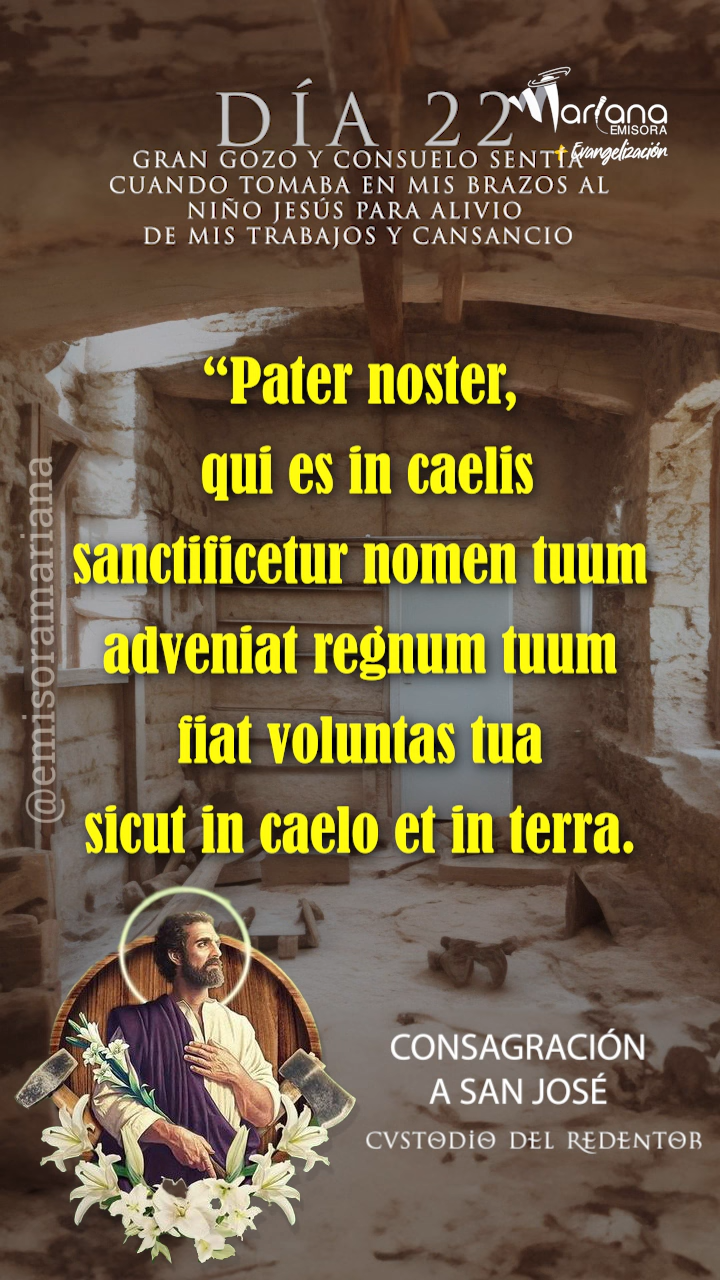 DÍA 22
Mariana
EMISORA
+ Evangelización
GRAN GOZO Y CONSUELO SENTÍA
CUANDO TOMABA EN MIS BRAZOS AL
NIÑO JESÚS PARA ALIVIO
DE MIS TRABAJOS Y CANSANCIO
“Pater noster,
qui es in caelis
sanctificetur nomen tuum
adveniat regnum tuum
fiat voluntas tua
sicut in caelo et in terra.
@emisoramariana
CONSAGRACIÓN
A SAN JOSÉ
CVSTODIO DEL REDENTOR